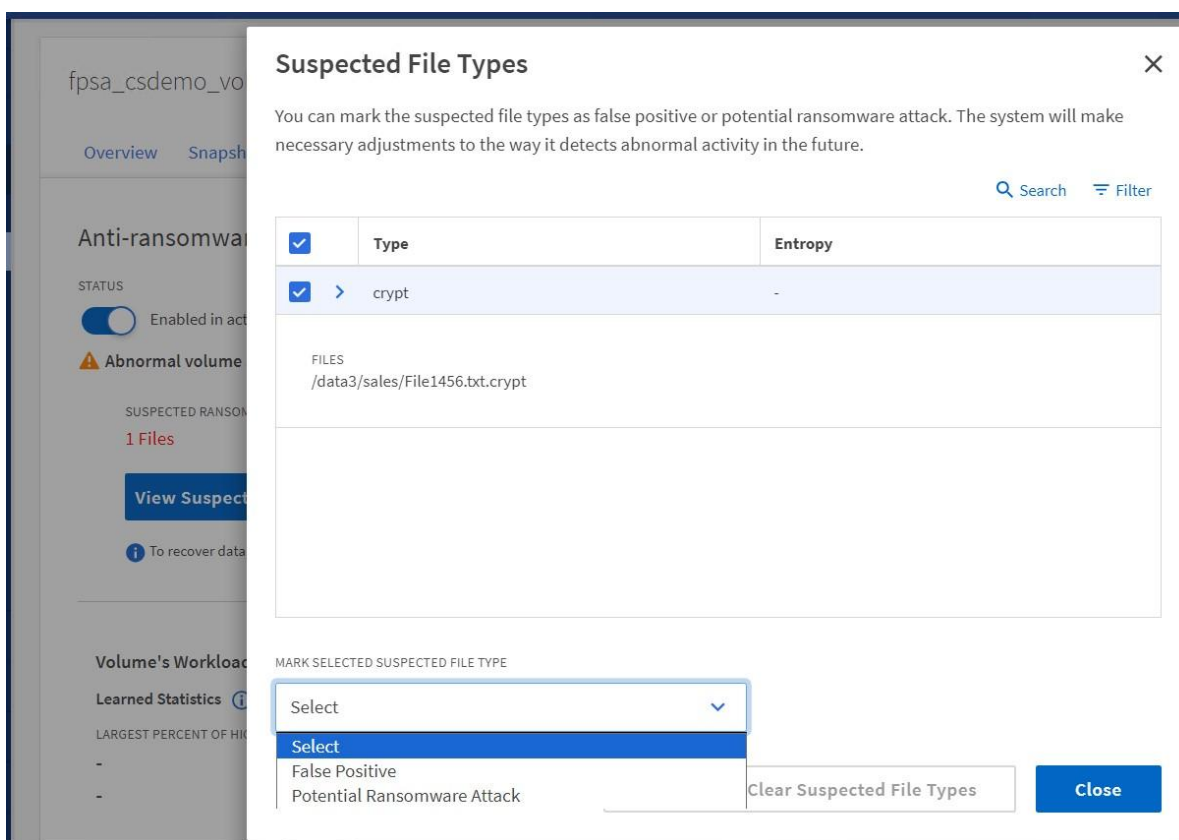 fpsa_csdemo_vo
Overview Snapsh
Anti-ransomwar
STATUS
Enabled in act
Abnormal volume
SUSPECTED RANSOM
1 Files
View Suspect
To recover data
Volume's Workload
Learned Statistics
LARGEST PERCENT OF HIG
-
-
Suspected File Types
You can mark the suspected file types as false positive or potential ransomware attack. The system will make
necessary adjustments to the way it detects abnormal activity in the future.
Search Filter
Type Entropy
crypt -
FILES
/data3/sales/File1456.txt.crypt
MARK SELECTED SUSPECTED FILE TYPE
Select
Select
False Positive
Potential Ransomware Attack
Clear Suspected File Types Close